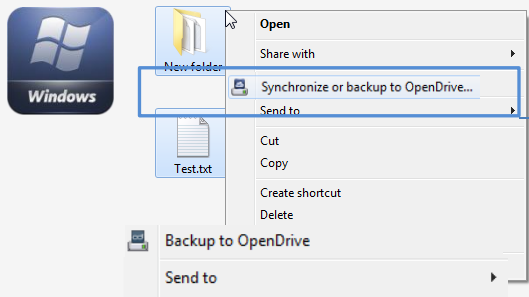 Windows
New folder
Test.txt
Open
Share with
Synchronize or backup to OpenDrive...
Send to
Cut
Copy
Create shortcut
Delete
Backup to OpenDrive
Send to